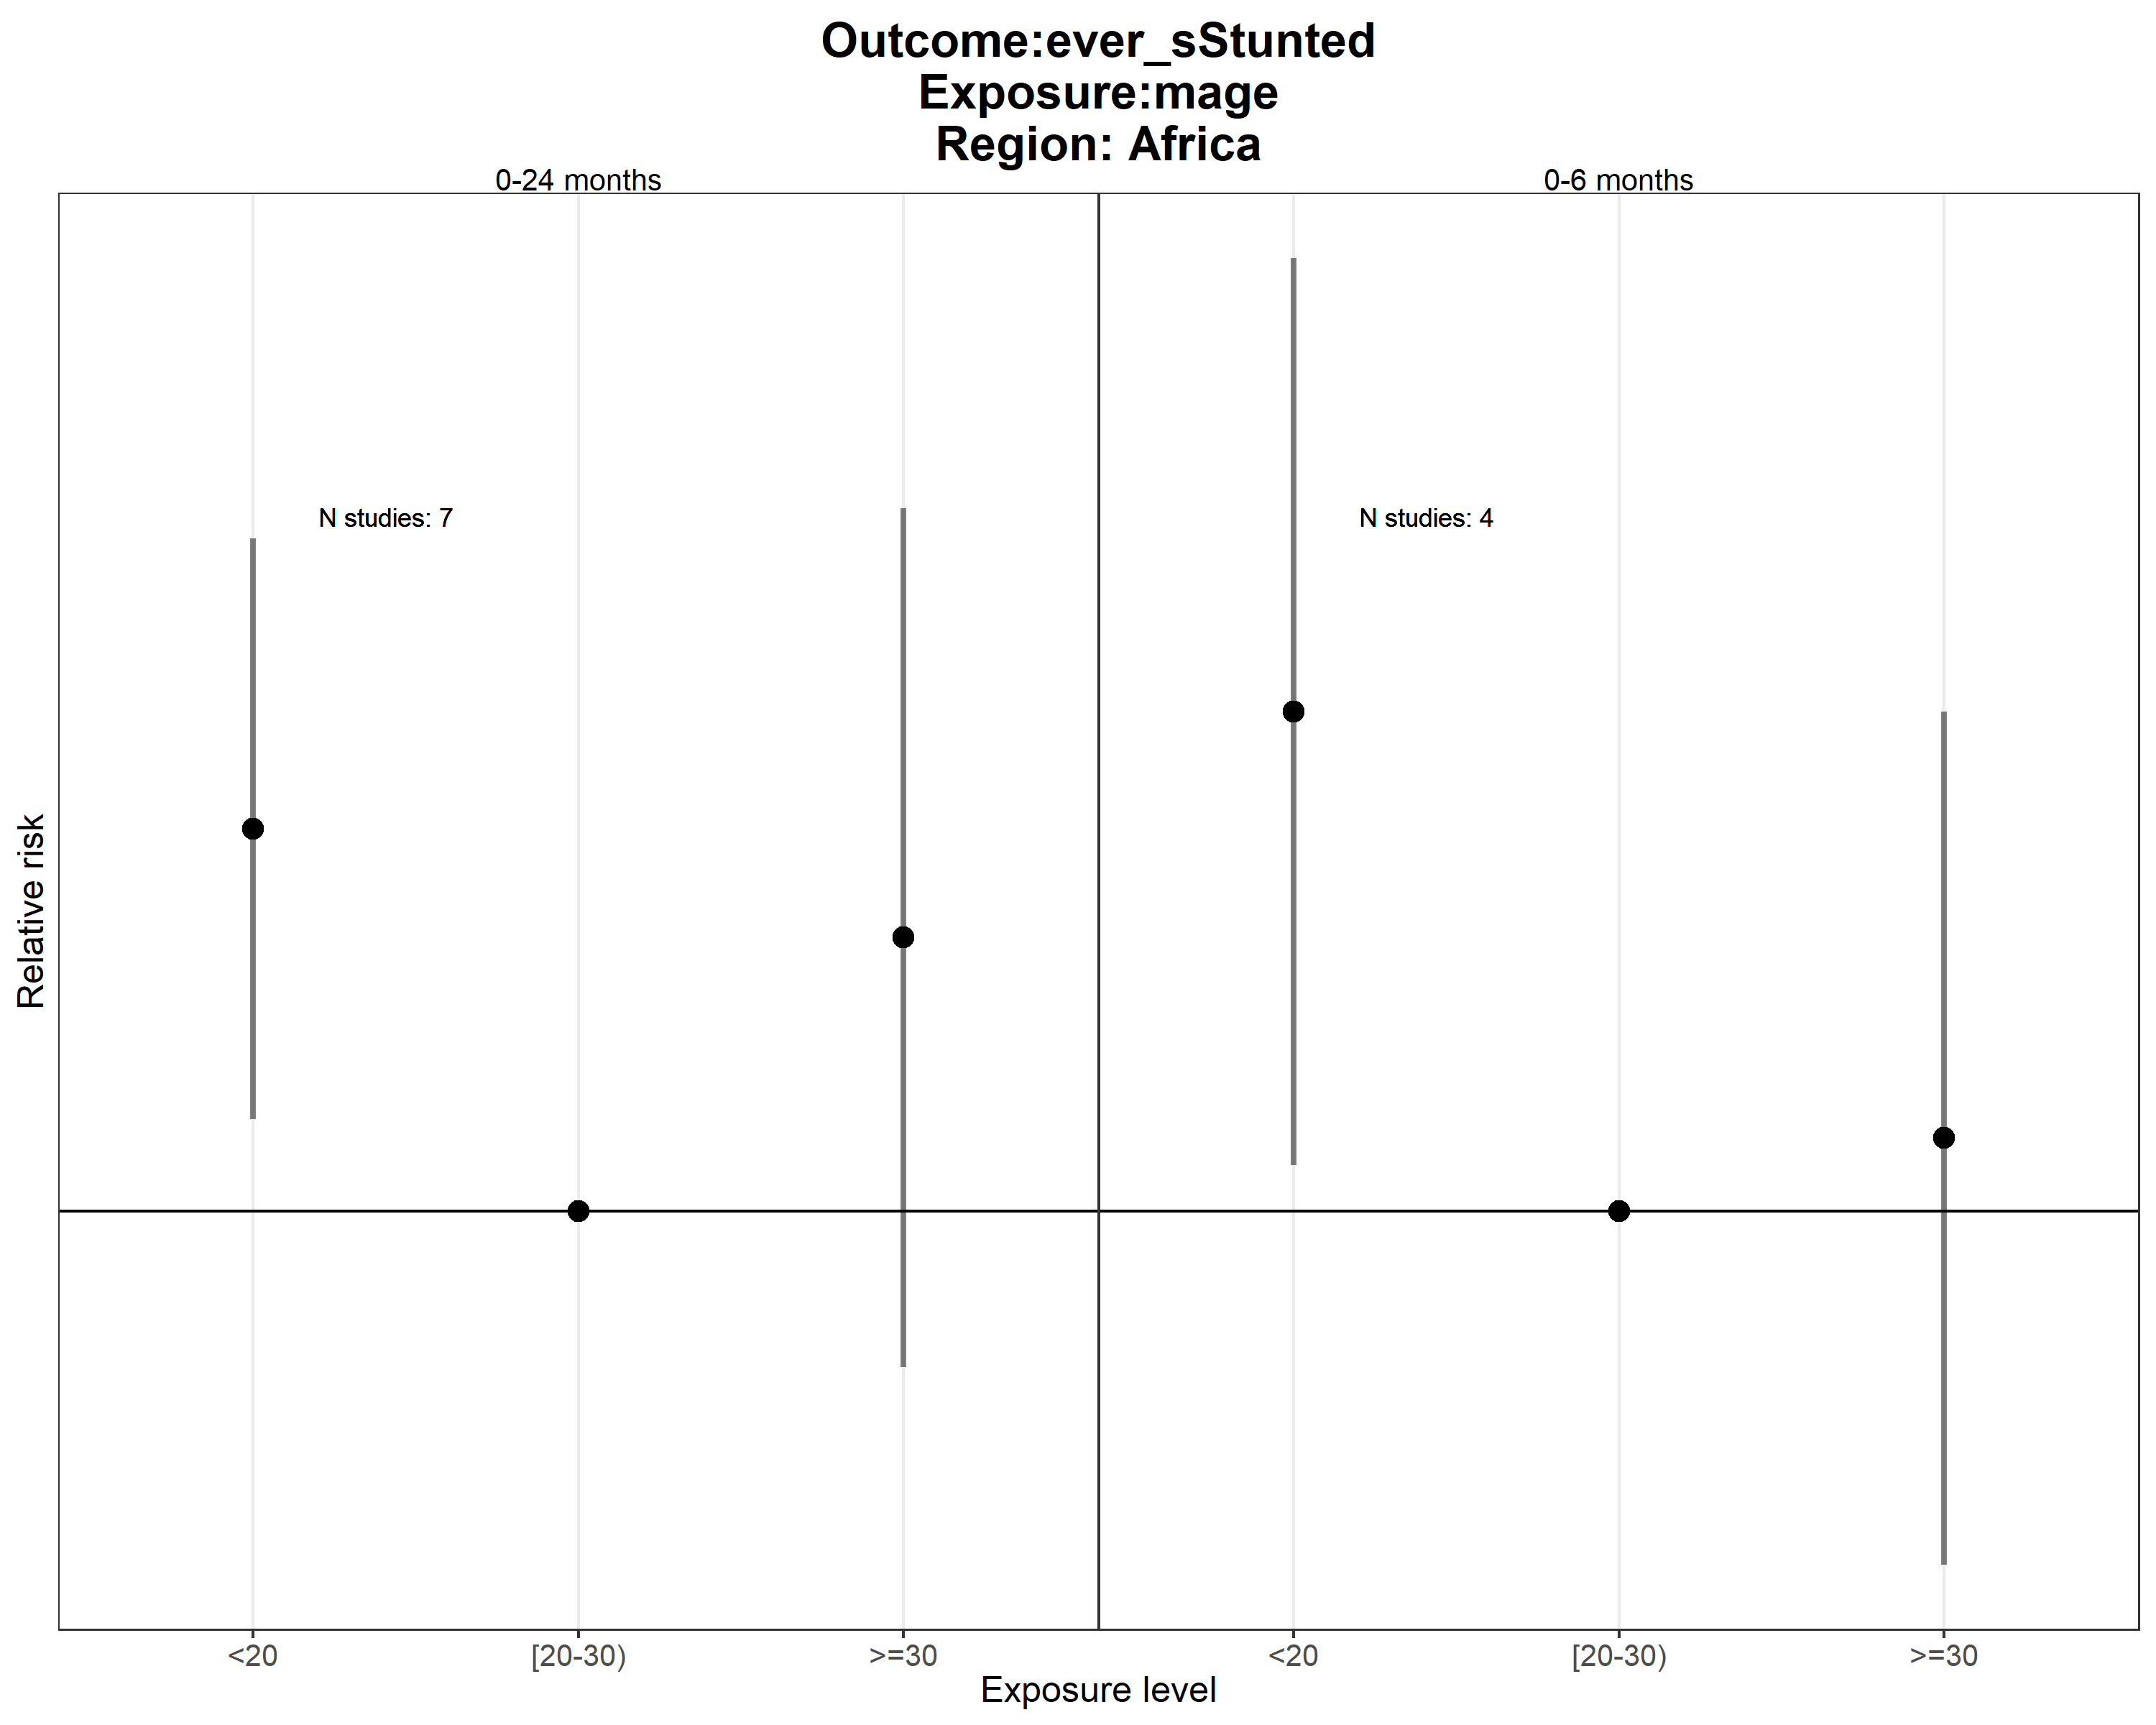 Outcome:ever_sStunted
Exposure:mage
Region: Africa
0-24 months
0-6 months
N studies: 7
N studies: 4
Relative risk
<20
[20-30)
>=30
<20
[20-30)
>=30
Exposure level